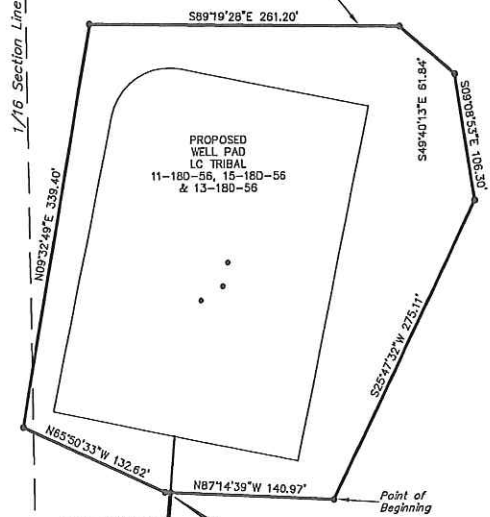 S89°19'28"E 261.20'
1/16 Section Line
S49°40'13"E 61.84'
S09°08'53"E 106.30'
PROPOSED
WELL PAD
LC TRIBAL
11-18D-56, 15-18D-56
& 13-18D-56
N09°32'49"E 339.40'
S25°47'32"W 275.11'
N65°50'33"W 132.62'
N87°14'39"W 140.97'
Point of
Beginning